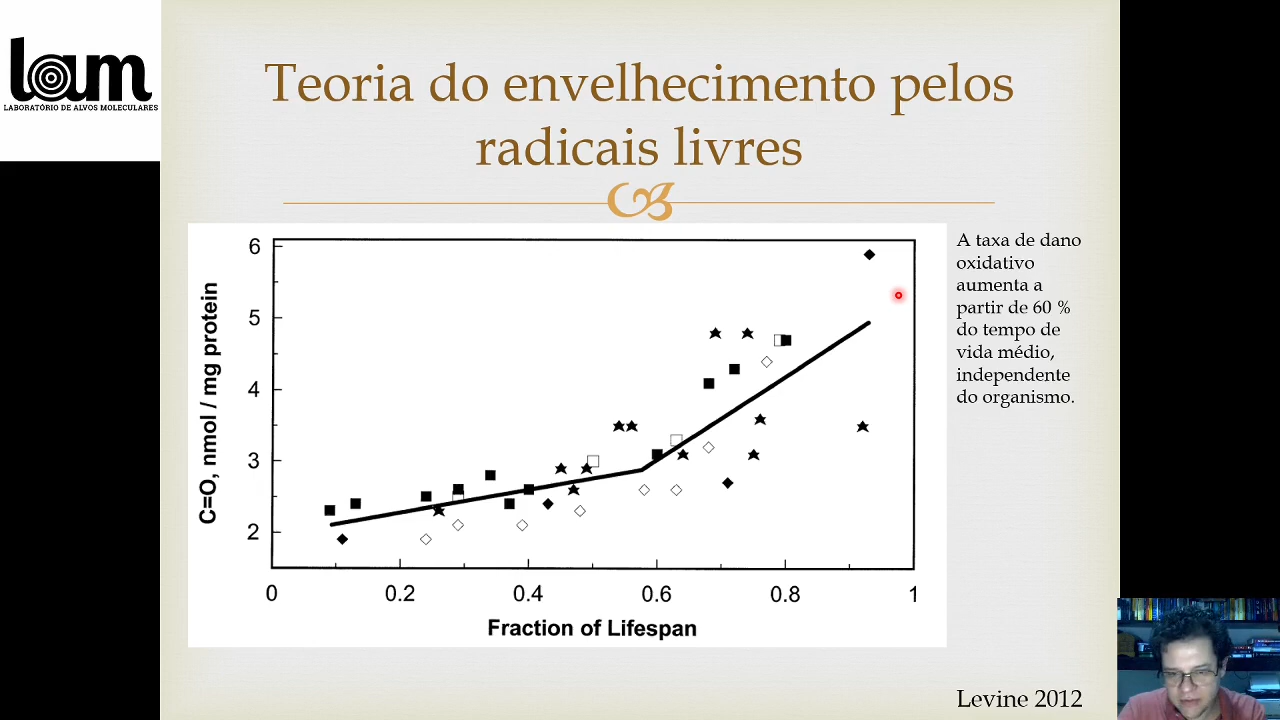 lam
LABORATÓRIO DE ALVOS MOLECULARES
Teoria do envelhecimento pelos
radicais livres
A taxa de dano
oxidativo
aumenta a
partir de 60 %
do tempo de
vida médio,
independente
do organismo.
C=O, nmol / mg protein
6
5
4
3
2
0
0.2
0.4
0.6
0.8
1
Fraction of Lifespan
Levine 2012